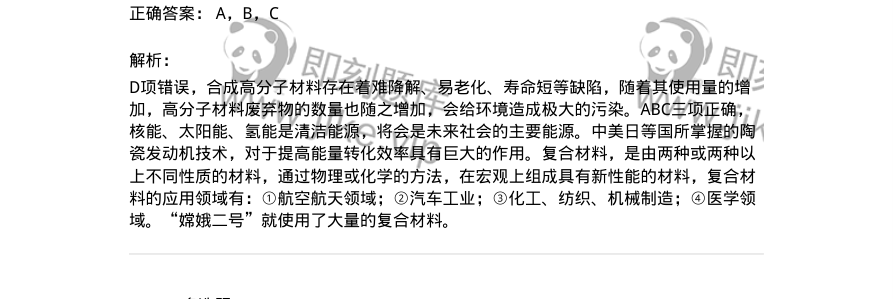 正确答案： A，B，C
解析：
D项错误，合成高分子材料存在着难降解、易老化、寿命短等缺陷，随着其使用量的增
加，高分子材料废弃物的数量也随之增加，会给环境造成极大的污染。ABC三项正确，
核能、太阳能、氢能是清洁能源，将会是未来社会的主要能源。中美日等国所掌握的陶
瓷发动机技术，对于提高能量转化效率具有巨大的作用。复合材料，是由两种或两种以
上不同性质的材料，通过物理或化学的方法，在宏观上组成具有新性能的材料，复合材
料的应用领域有：①航空航天领域；②汽车工业；③化工、纺织、机械制造；④医学领
域。“嫦娥二号”就使用了大量的复合材料。
即刻题库